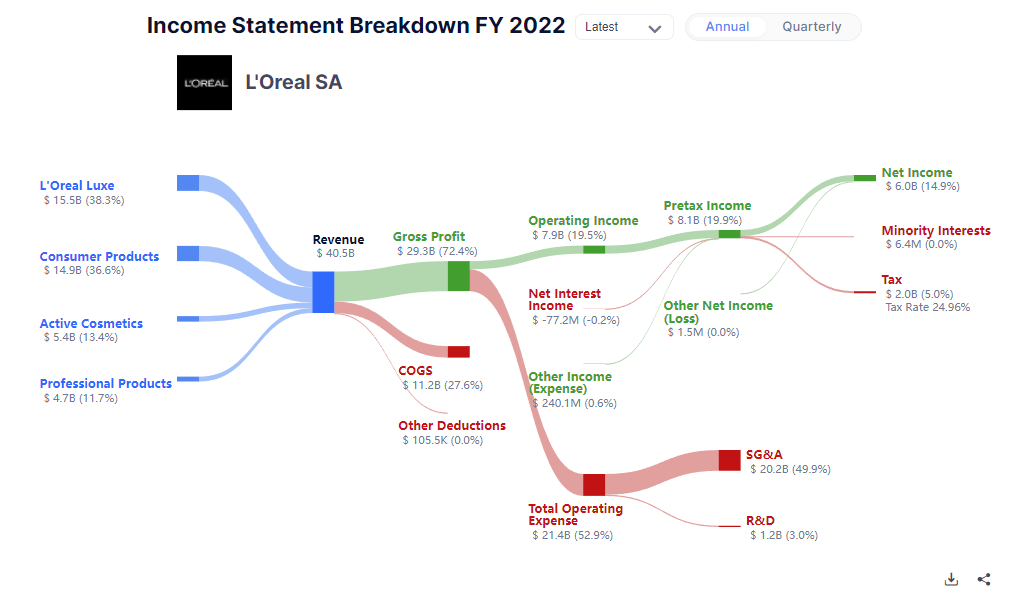 Income Statement Breakdown FY 2022
Latest
Annual
Quarterly
L'ORÉAL
L'Oreal SA
L'Oreal Luxe
$ 15.5B (38.3%)
Consumer Products
$ 14.9B (36.6%)
Active Cosmetics
$ 5.4B (13.4%)
Professional Products
$ 4.7B (11.7%)
Revenue
$ 40.5B
Gross Profit
$ 29.3B (72.4%)
COGS
$ 11.2B (27.6%)
Other Deductions
$ 105.5K (0.0%)
Operating Income
$ 7.9B (19.5%)
Net Interest
Income
$ -77.2M (-0.2%)
Other Income
(Expense)
$ 240.1M (0.6%)
Total Operating
Expense
$ 21.4B (52.9%)
Pretax Income
$ 8.1B (19.9%)
Other Net Income
(Loss)
$ 1.5M (0.0%)
SG&A
$ 20.2B (49.9%)
R&D
$ 1.2B (3.0%)
Net Income
$ 6.0B (14.9%)
Minority Interests
$ 6.4M (0.0%)
Tax
$ 2.0B (5.0%)
Tax Rate 24.96%